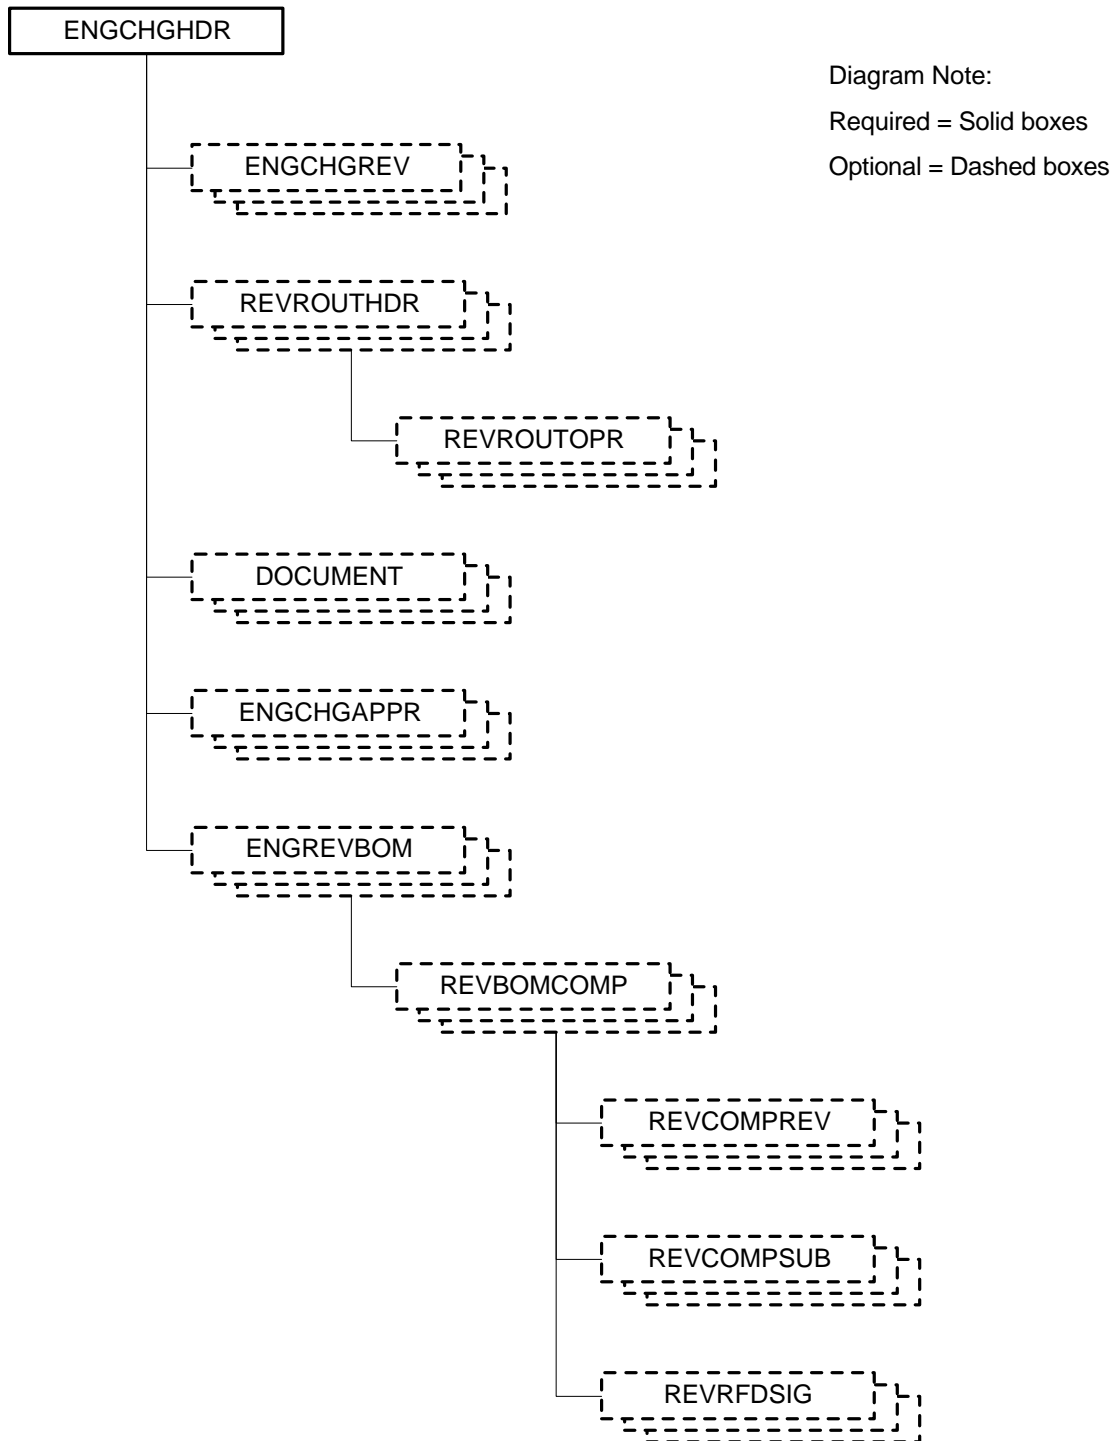 ENGCHGHDR
Diagram Note:
Required = Solid boxes
Optional = Dashed boxes
ENGCHGREV
REVROUTHDR
REVROUTOPR
DOCUMENT
ENGCHGAPPR
ENGREVBOM
REVBOMCOMP
REVCOMPREV
REVCOMPSUB
REVRFDSIG